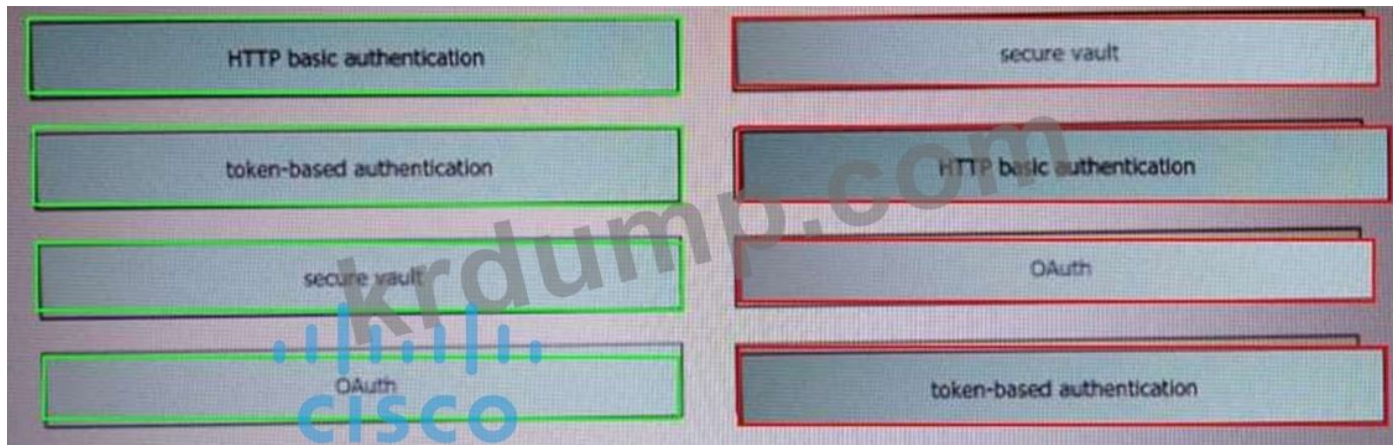 HTTP basic authentication
secure vault
token-based authentication
HTTP basic authentication
secure vault
OAuth
OAuth
token-based authentication
krdump.com
CISCO